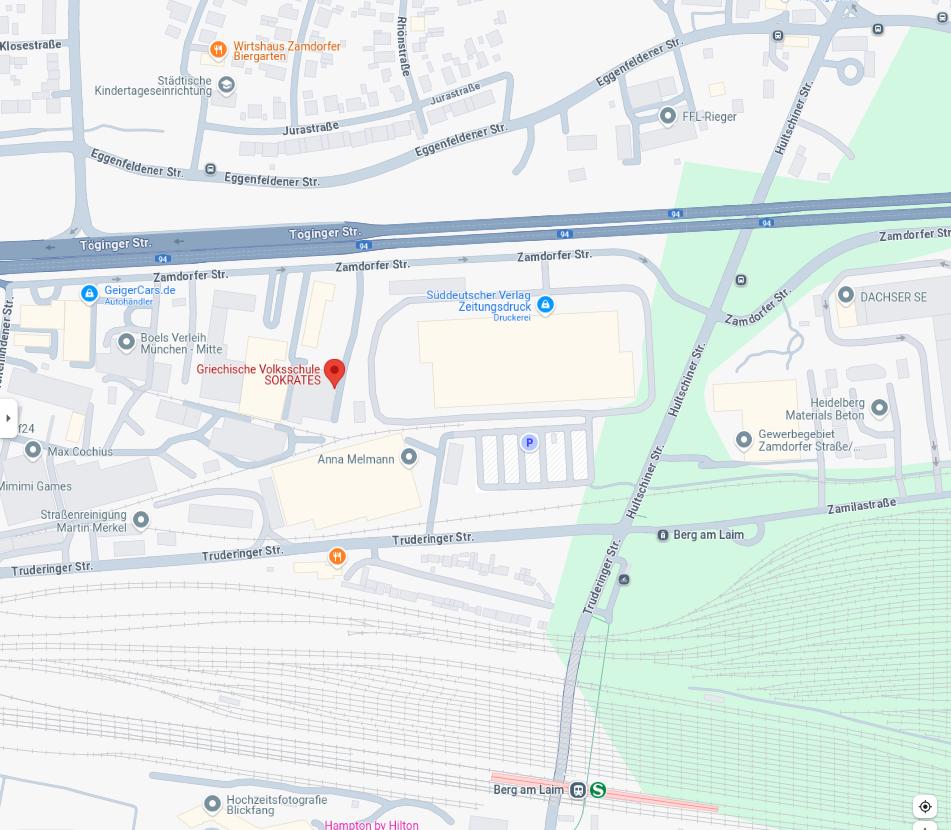 Klosestraße
Wirtshaus Zamdorfer
Biergarten
Rhönstraße
Städtische
Kindertageseinrichtung
Jurastraße
Jurastraße
Eggenfeldener Str.
FFL-Rieger
Hultschiner Str.
Eggenfeldener Str.
Eggenfeldener Str.
Eggenfeldener Str.
94
94
Töginger Str.
Töginger Str.
94
94
94
Zamdorfer Str.
Zamdorfer Str.
Zamdorfer Str.
Zamdorfer Str.
GeigerCars.de
Autohändler
Süddeutscher Verlag
Zeitungsdruck
Druckerei
DACHSER SE
Zamdorfer Str.
Boels Verleih
München - Mitte
Griechische Volksschule
SOKRATES
Hultschiner Str.
Heidelberg
Materials Beton
Gewerbegebiet
Zamdorfer Straße/...
f24
Max Cochius
P
Anna Melmann
Hultschiner Str.
Mimimi Games
Straßenreinigung
Martin Merkel
Zamilastraße
Berg am Laim
Truderinger Str.
Truderinger Str.
Truderinger Str.
Truderinger Str.
Berg am Laim
S
Hochzeitsfotografie
Blickfang
Hampton by Hilton